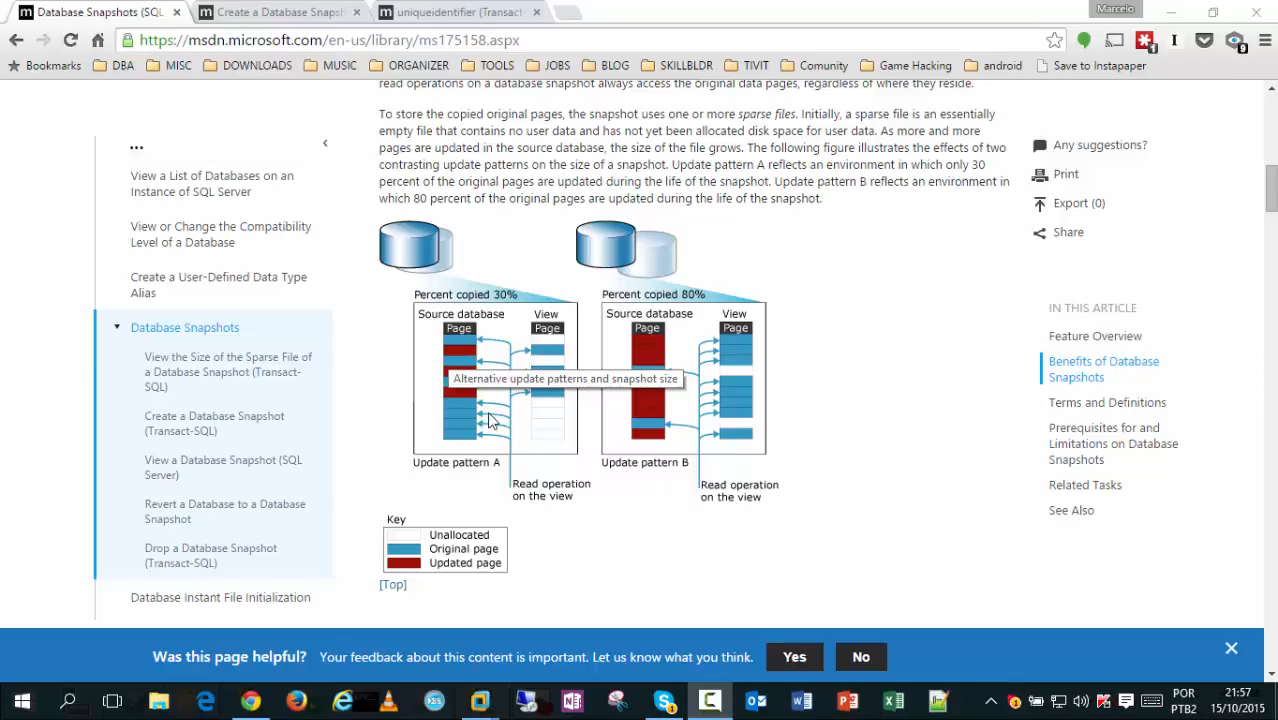 Database Snapshots (SQL
Create a Database Snapsh
uniqueidentifier (Transact
Marcelo
https://msdn.microsoft.com/en-us/library/ms175158.aspx
Bookmarks
DBA
MISC
DOWNLOADS
MUSIC
ORGANIZER
TOOLS
JOBS
BLOG
SKILLBLDR
TIVIT
Comunity
Game Hacking
android
Save to Instapaper
read operations on a database snapshot always access the original data pages, regardless of where they reside.
To store the copied original pages, the snapshot uses one or more sparse files. Initially, a sparse file is an essentially
empty file that contains no user data and has not yet been allocated disk space for user data. As more and more
pages are updated in the source database, the size of the file grows. The following figure illustrates the effects of two
contrasting update patterns on the size of a snapshot. Update pattern A reflects an environment in which only 30
percent of the original pages are updated during the life of the snapshot. Update pattern B reflects an environment in
which 80 percent of the original pages are updated during the life of the snapshot.
...
View a List of Databases on an
Instance of SQL Server
View or Change the Compatibility
Level of a Database
Create a User-Defined Data Type
Alias
Database Snapshots
View the Size of the Sparse File of
a Database Snapshot (Transact-
SQL)
Create a Database Snapshot
(Transact-SQL)
View a Database Snapshot (SQL
Server)
Revert a Database to a Database
Snapshot
Drop a Database Snapshot
(Transact-SQL)
Database Instant File Initialization
Percent copied 30%
Source database
View
Page
Page
Update pattern A
Read operation
on the view
Percent copied 80%
Source database
View
Page
Page
Update pattern B
Read operation
on the view
Alternative update patterns and snapshot size
Key
Unallocated
Original page
Updated page
[Top]
Any suggestions?
Print
Export (0)
Share
IN THIS ARTICLE
Feature Overview
Benefits of Database
Snapshots
Terms and Definitions
Prerequisites for and
Limitations on Database
Snapshots
Related Tasks
See Also
Was this page helpful?
Your feedback about this content is important. Let us know what you think.
Yes
No
POR
PTB2
21:57
15/10/2015